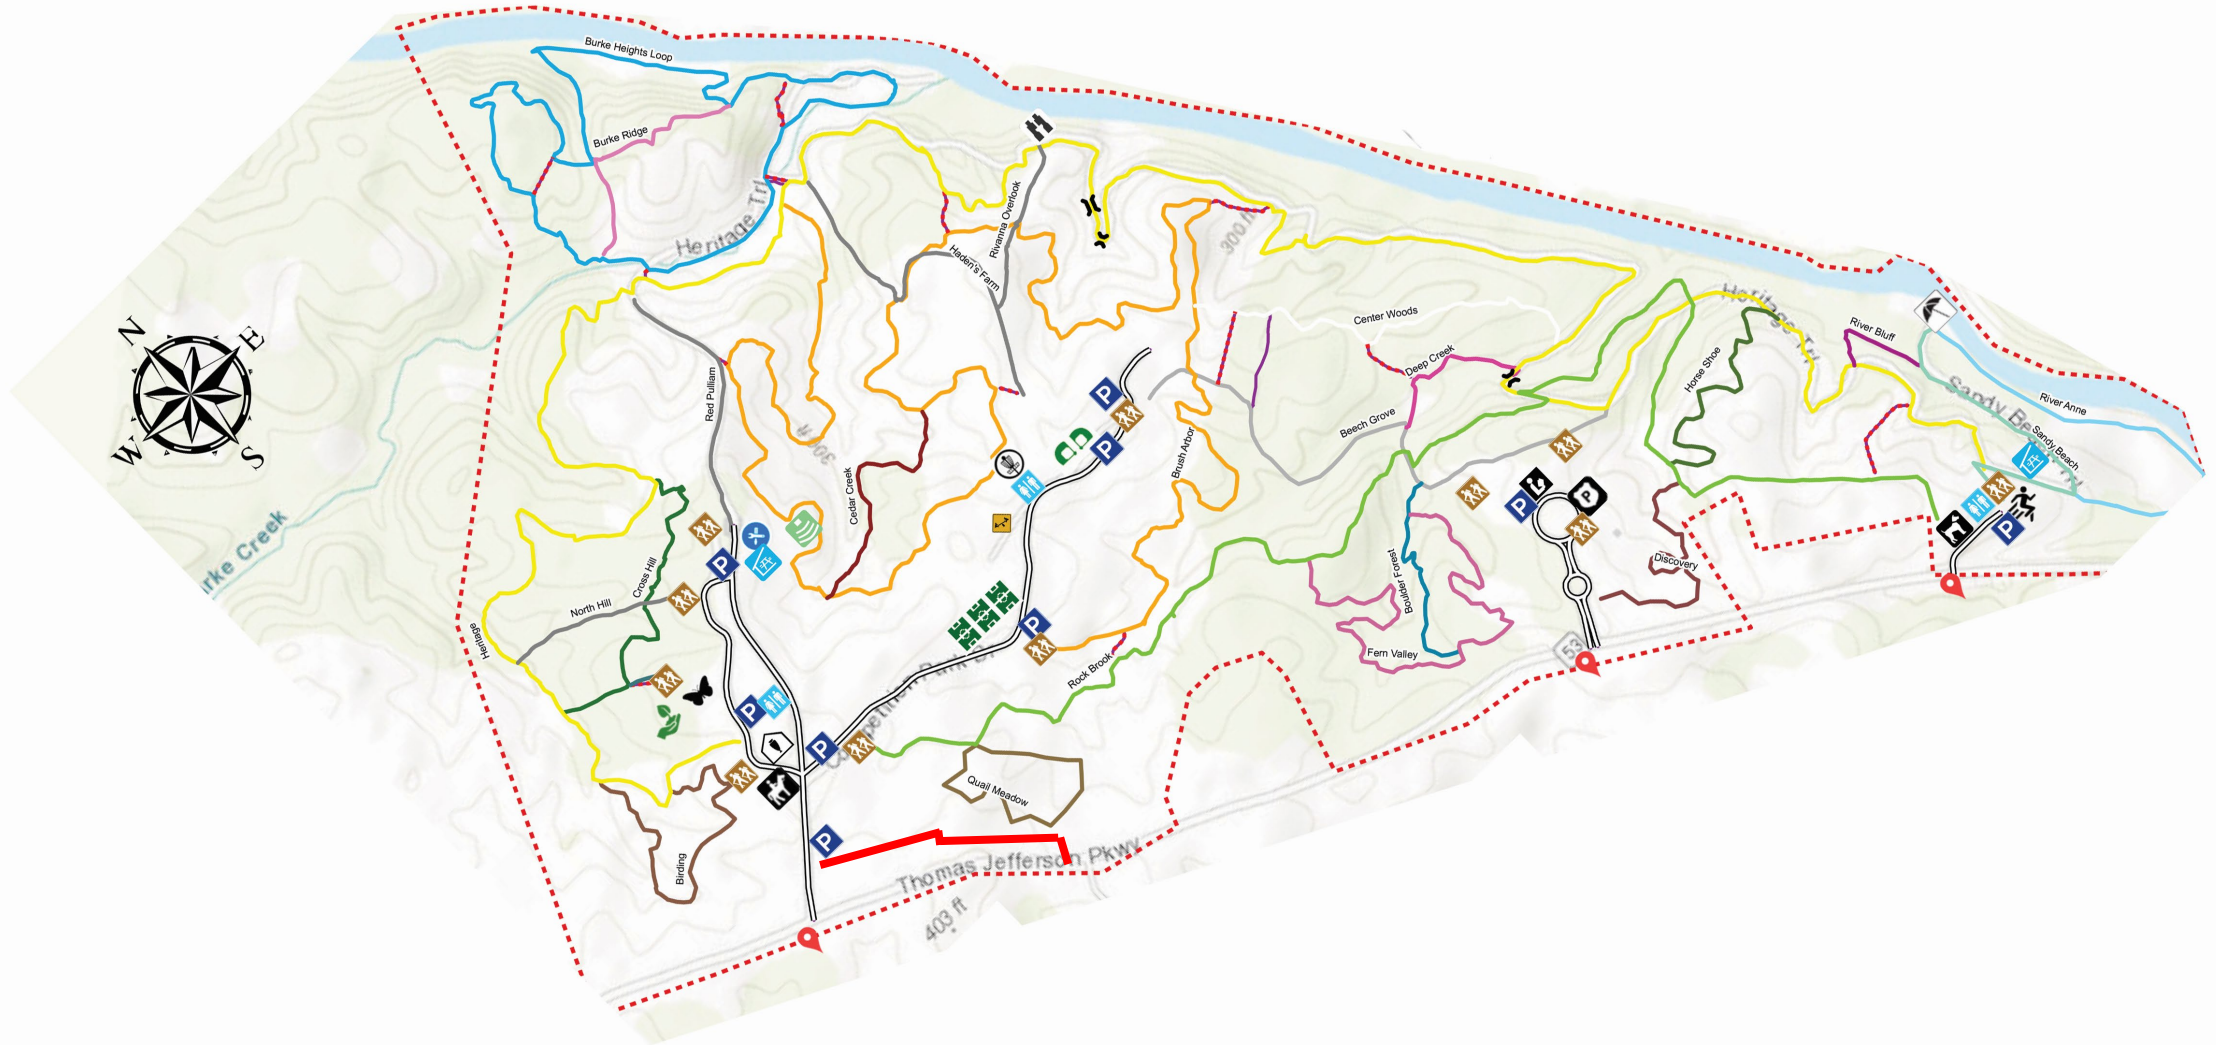 Burke Heights Loop
Burke Ridge
Heritage Trl
Rivanna Overlook
Haden's Farm
300 ft
Center Woods
Deep Creek
Beech Grove
Heritage Trl
Horse Shoe
River Bluff
River Anne
Sandy Beach
N
E
W
S
Red Pulliam
300 ft
Cedar Creek
Brush Arbor
P
P
P
P
P
P
P
P
P
P
rke Creek
Cross Hill
North Hill
Heritage
Boulder Forest
Fern Valley
Discovery
53
Rock Brook
Quail Meadow
Birding
Thomas Jefferson Pkwy
403 ft